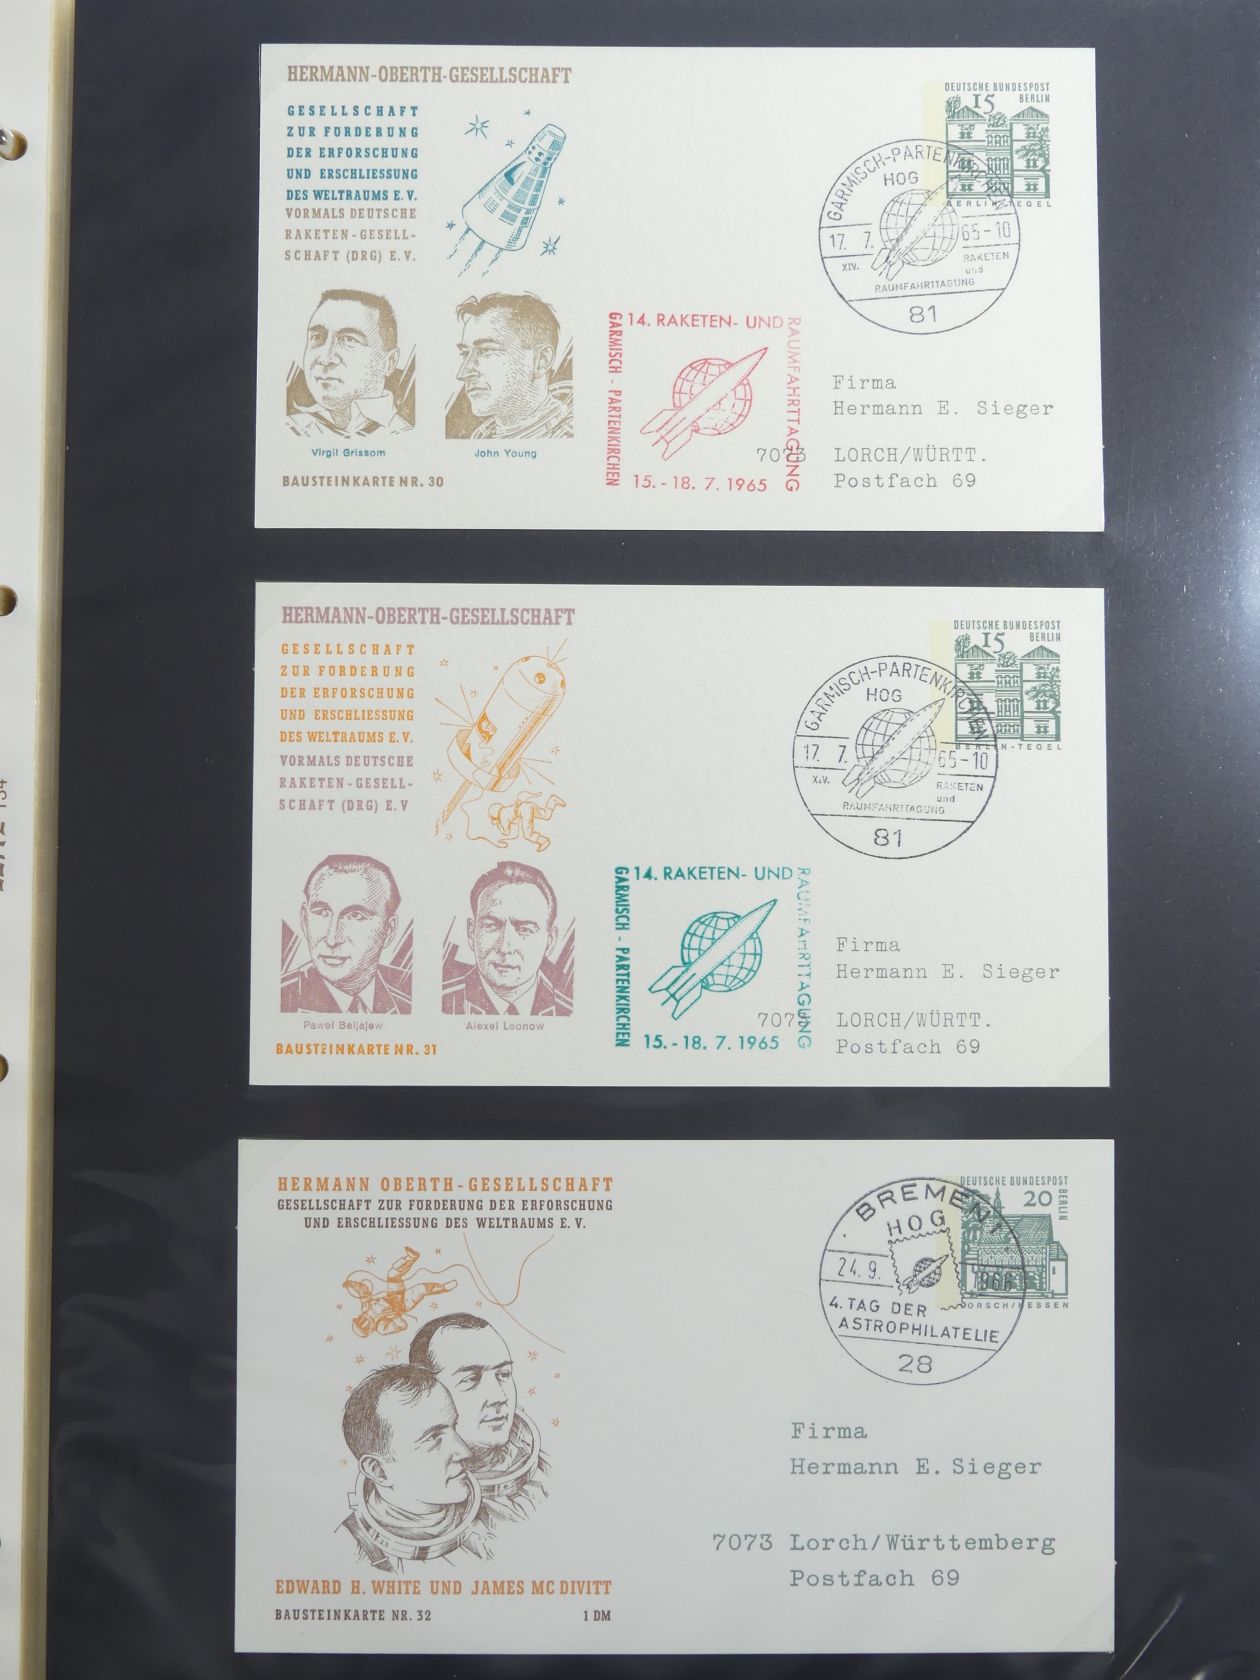 HERMANN-OBERTH-GESELLSCHAFT
GESELLSCHAFT
ZUR FÖRDERUNG
DER ERFORSCHUNG
UND ERSCHLIESSUNG
DES WELTRAUMS E. V.
VORMALS DEUTSCHE
RAKETEN-GESELL-
SCHAFT (DRG) E. V.
Virgil Grissom
John Young
BAUSTEINKARTE NR. 30
14. RAKETEN- UND
RAUMFAHRTTAGUNG
GARMISCH - PARTENKIRCHEN
15.-18. 7. 1965
DEUTSCHE BUNDESPOST
15 BERLIN
BERLIN-TEGEL
GARMISCH-PARTENKIRCHEN
HOG
17. 7. 65-10
XIV. RAKETEN
und
RAUMFAHRTTAGUNG
81
Firma
Hermann E. Sieger
7073 LORCH/WÜRTT.
Postfach 69
HERMANN-OBERTH-GESELLSCHAFT
GESELLSCHAFT
ZUR FÖRDERUNG
DER ERFORSCHUNG
UND ERSCHLIESSUNG
DES WELTRAUMS E. V.
VORMALS DEUTSCHE
RAKETEN-GESELL-
SCHAFT (DRG) E. V
Pawel Beljajew
Alexei Leonow
BAUSTEINKARTE NR. 31
14. RAKETEN- UND
RAUMFAHRTTAGUNG
GARMISCH - PARTENKIRCHEN
15.-18. 7. 1965
DEUTSCHE BUNDESPOST
15 BERLIN
BERLIN-TEGEL
GARMISCH-PARTENKIRCHEN
HOG
17. 7. 65-10
XIV. RAKETEN
und
RAUMFAHRTTAGUNG
81
Firma
Hermann E. Sieger
7073 LORCH/WÜRTT.
Postfach 69
HERMANN OBERTH-GESELLSCHAFT
GESELLSCHAFT ZUR FÖRDERUNG DER ERFORSCHUNG
UND ERSCHLIESSUNG DES WELTRAUMS E. V.
EDWARD H. WHITE UND JAMES MC DIVITT
BAUSTEINKARTE NR. 32 1 DM
DEUTSCHE BUNDESPOST
20 BERLIN
LORSCH/HESSEN
BREMEN 1
HOG
24.9. 1966
4. TAG DER
ASTROPHILATELIE
28
Firma
Hermann E. Sieger
7073 Lorch/Württemberg
Postfach 69